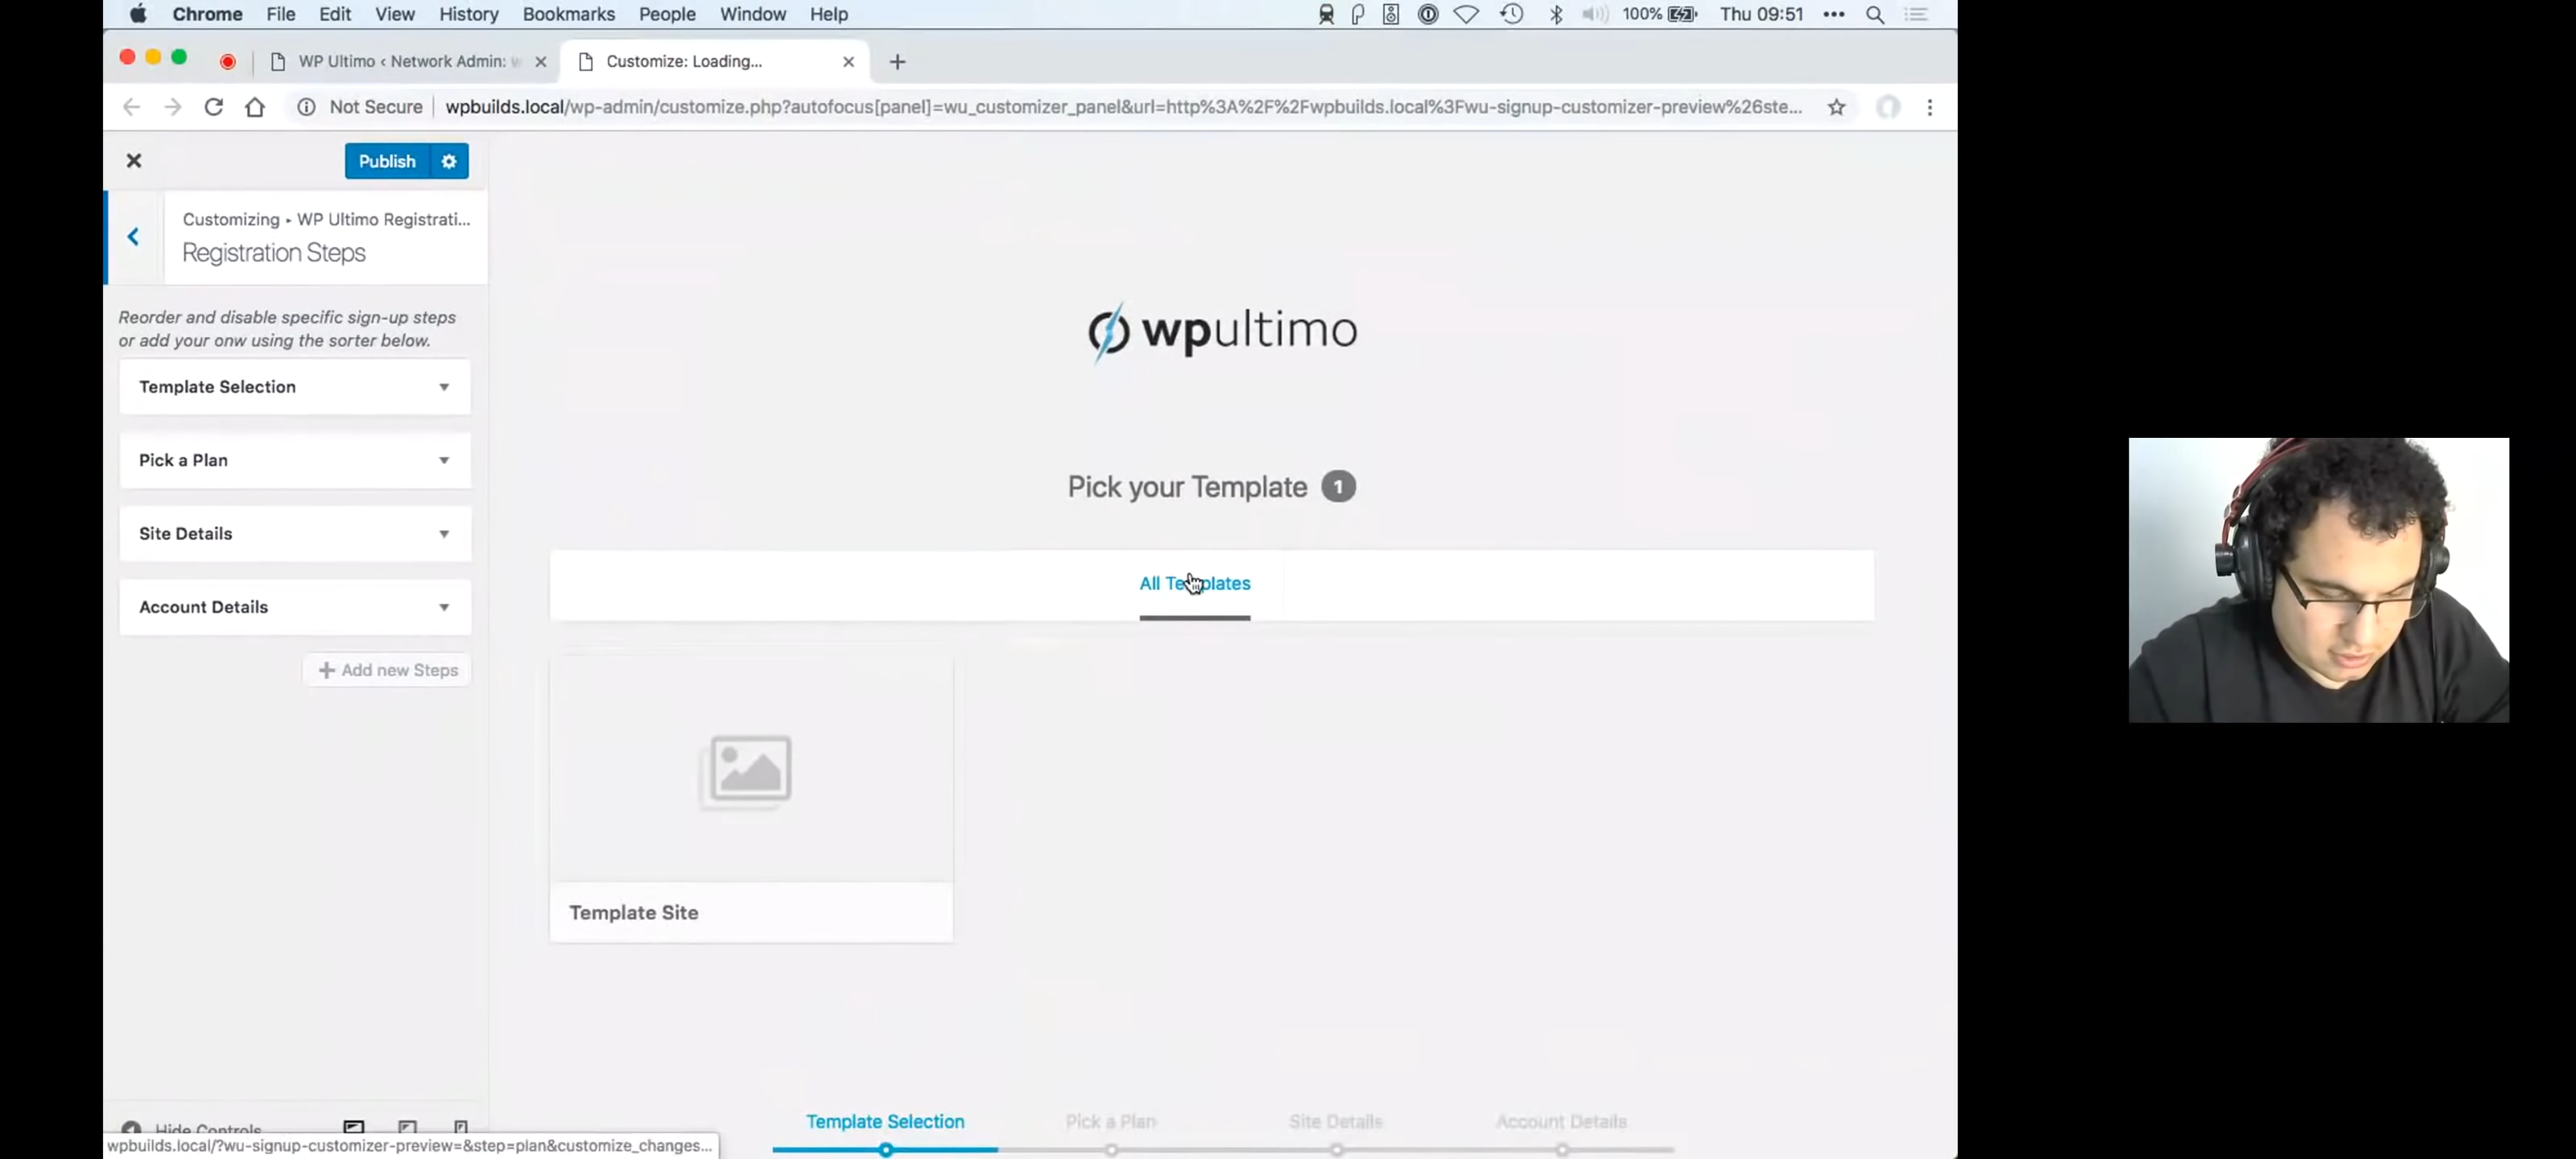 Chrome File Edit View History Bookmarks People Window Help 100% Thu 09:51
WP Ultimo ‹ Network Admin: Customize: Loading...
Not Secure wpbuilds.local/wp-admin/customize.php?autofocus[panel]=wu_customizer_panel&url=http%3A%2F%2Fwpbuilds.local%3Fwu-signup-customizer-preview%26ste...
Publish
Customizing ▸ WP Ultimo Registrati...
Registration Steps
Reorder and disable specific sign-up steps
or add your onw using the sorter below.
Template Selection
Pick a Plan
Site Details
Account Details
Add new Steps
Hide Controls
wpbuilds.local/?wu-signup-customizer-preview=&step=plan&customize_changes...
wpultimo
Pick your Template 1
All Templates
Template Site
Template Selection Pick a Plan Site Details Account Details